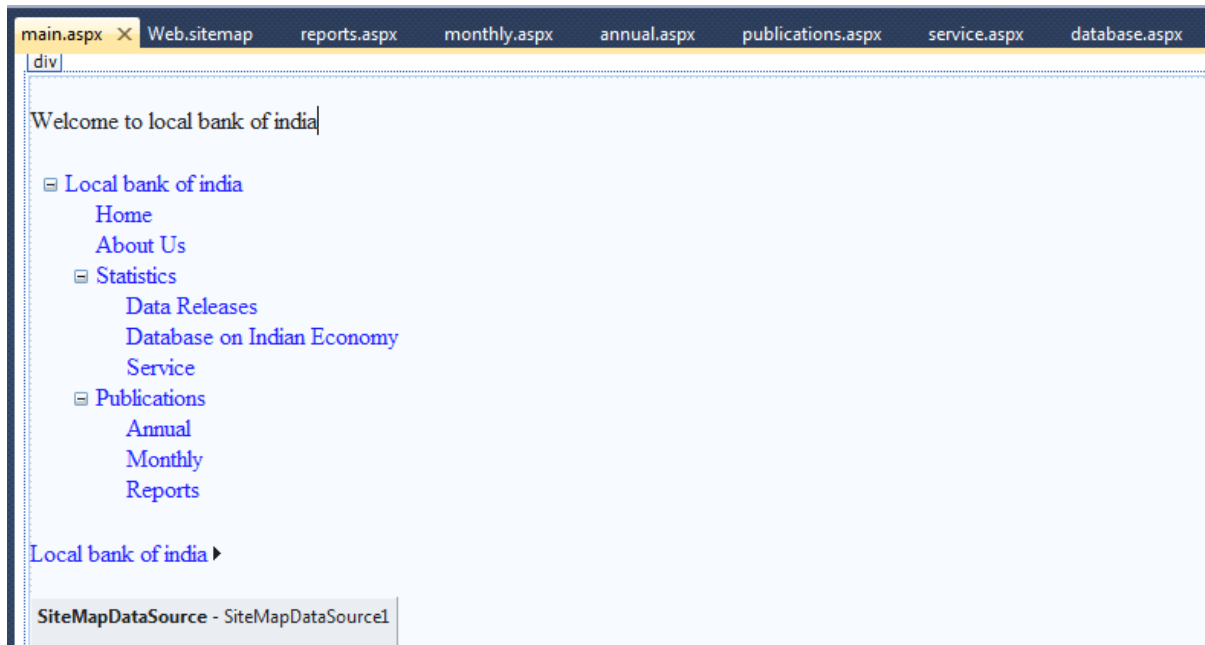 main.aspx Web.sitemap reports.aspx monthly.aspx annual.aspx publications.aspx service.aspx database.aspx
div
Welcome to local bank of india
Local bank of india
Home
About Us
Statistics
Data Releases
Database on Indian Economy
Service
Publications
Annual
Monthly
Reports
Local bank of india
SiteMapDataSource - SiteMapDataSource1